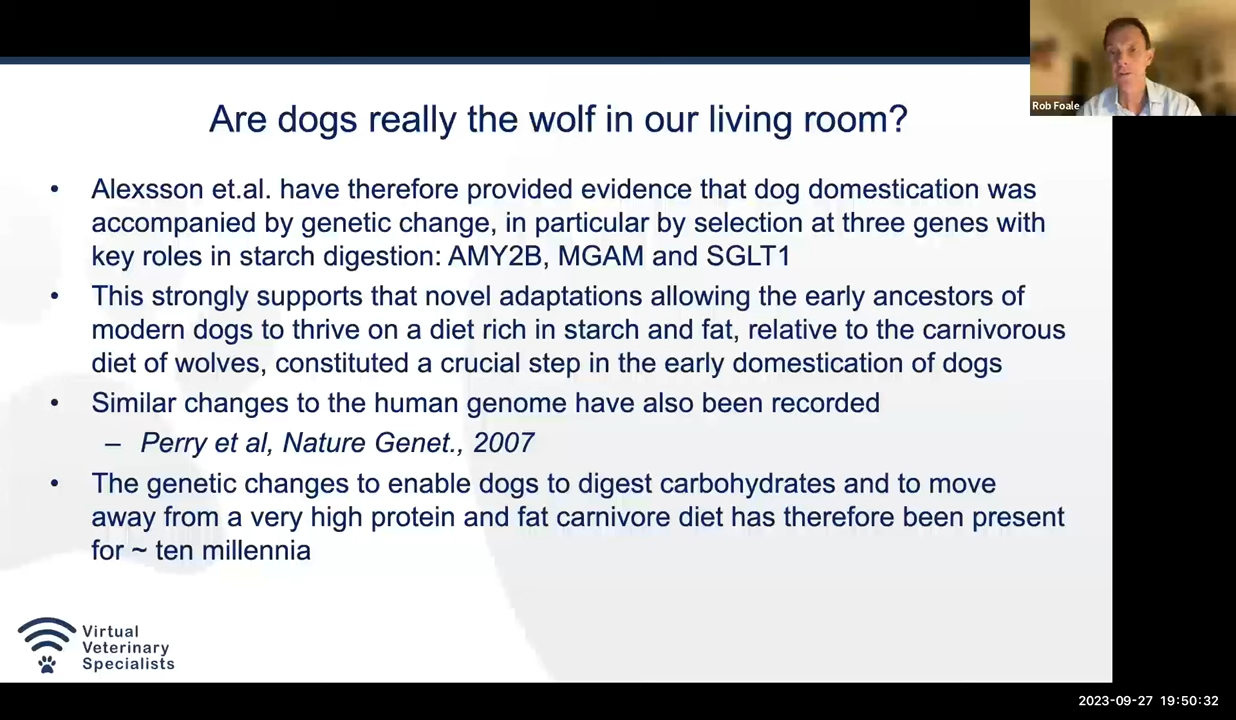 Rob Foale
Are dogs really the wolf in our living room?
• Alexsson et.al. have therefore provided evidence that dog domestication was
accompanied by genetic change, in particular by selection at three genes with
key roles in starch digestion: AMY2B, MGAM and SGLT1
• This strongly supports that novel adaptations allowing the early ancestors of
modern dogs to thrive on a diet rich in starch and fat, relative to the carnivorous
diet of wolves, constituted a crucial step in the early domestication of dogs
• Similar changes to the human genome have also been recorded
– Perry et al, Nature Genet., 2007
• The genetic changes to enable dogs to digest carbohydrates and to move
away from a very high protein and fat carnivore diet has therefore been present
for ~ ten millennia
Virtual
Veterinary
Specialists
2023-09-27 19:50:32